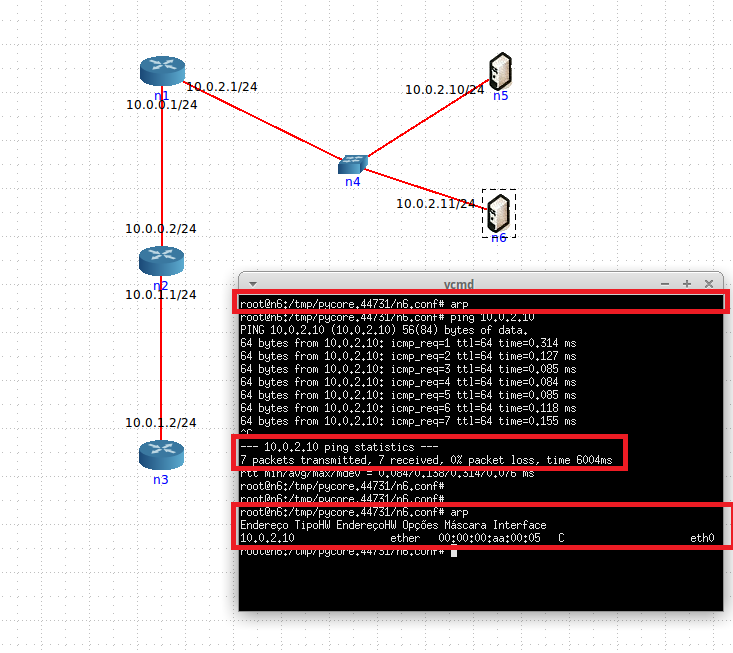 10.0.2.1/24
n1
10.0.0.1/24
10.0.2.10/24
n5
n4
10.0.2.11/24
n6
10.0.0.2/24
n2
10.0.1.1/24
10.0.1.2/24
n3
vcmd
root@n6:/tmp/pycore.44731/n6.conf# arp
root@n6:/tmp/pycore.44731/n6.conf# ping 10.0.2.10
PING 10.0.2.10 (10.0.2.10) 56(84) bytes of data.
64 bytes from 10.0.2.10: icmp_req=1 ttl=64 time=0.314 ms
64 bytes from 10.0.2.10: icmp_req=2 ttl=64 time=0.127 ms
64 bytes from 10.0.2.10: icmp_req=3 ttl=64 time=0.085 ms
64 bytes from 10.0.2.10: icmp_req=4 ttl=64 time=0.084 ms
64 bytes from 10.0.2.10: icmp_req=5 ttl=64 time=0.085 ms
64 bytes from 10.0.2.10: icmp_req=6 ttl=64 time=0.118 ms
64 bytes from 10.0.2.10: icmp_req=7 ttl=64 time=0.155 ms
^C
--- 10.0.2.10 ping statistics ---
7 packets transmitted, 7 received, 0% packet loss, time 6004ms
rtt min/avg/max/mdev = 0.084/0.138/0.314/0.076 ms
root@n6:/tmp/pycore.44731/n6.conf#
root@n6:/tmp/pycore.44731/n6.conf#
root@n6:/tmp/pycore.44731/n6.conf# arp
Endereço TipoHW EndereçoHW Opções Máscara Interface
10.0.2.10 ether 00:00:00:aa:00:05 C eth0
root@n6:/tmp/pycore.44731/n6.conf#